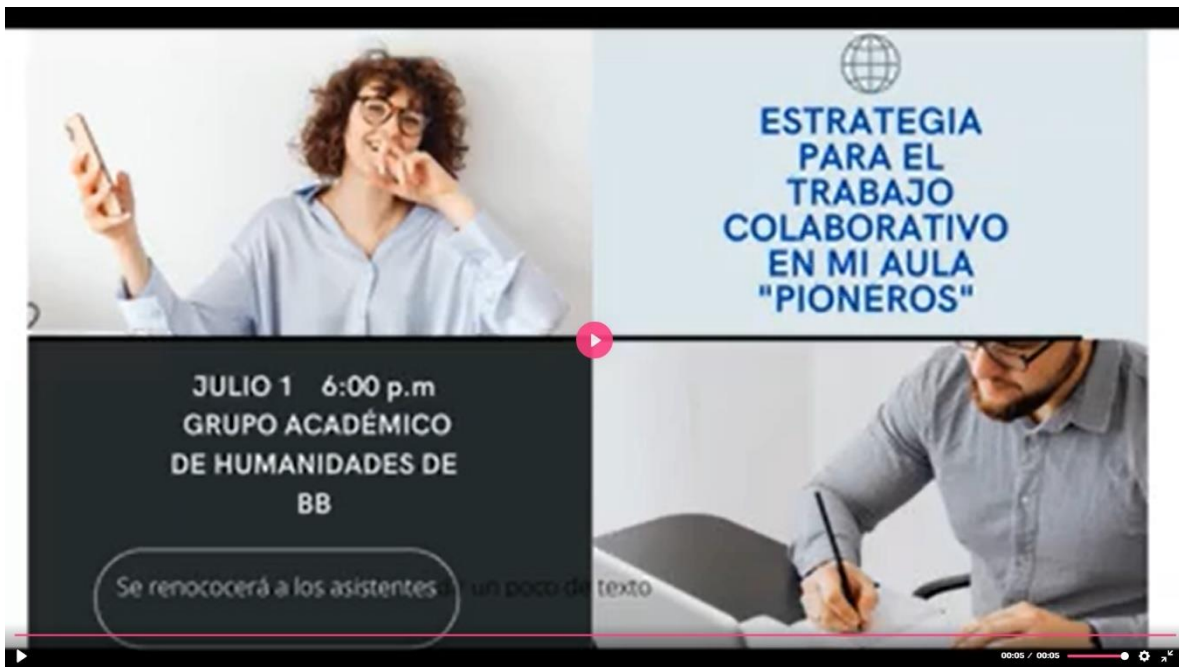 ESTRATEGIA
PARA EL
TRABAJO
COLABORATIVO
EN MI AULA
"PIONEROS"
JULIO 1 6:00 p.m
GRUPO ACADÉMICO
DE HUMANIDADES DE
BB
Se renococerá a los asistentes un poco de texto
00:05 / 00:05